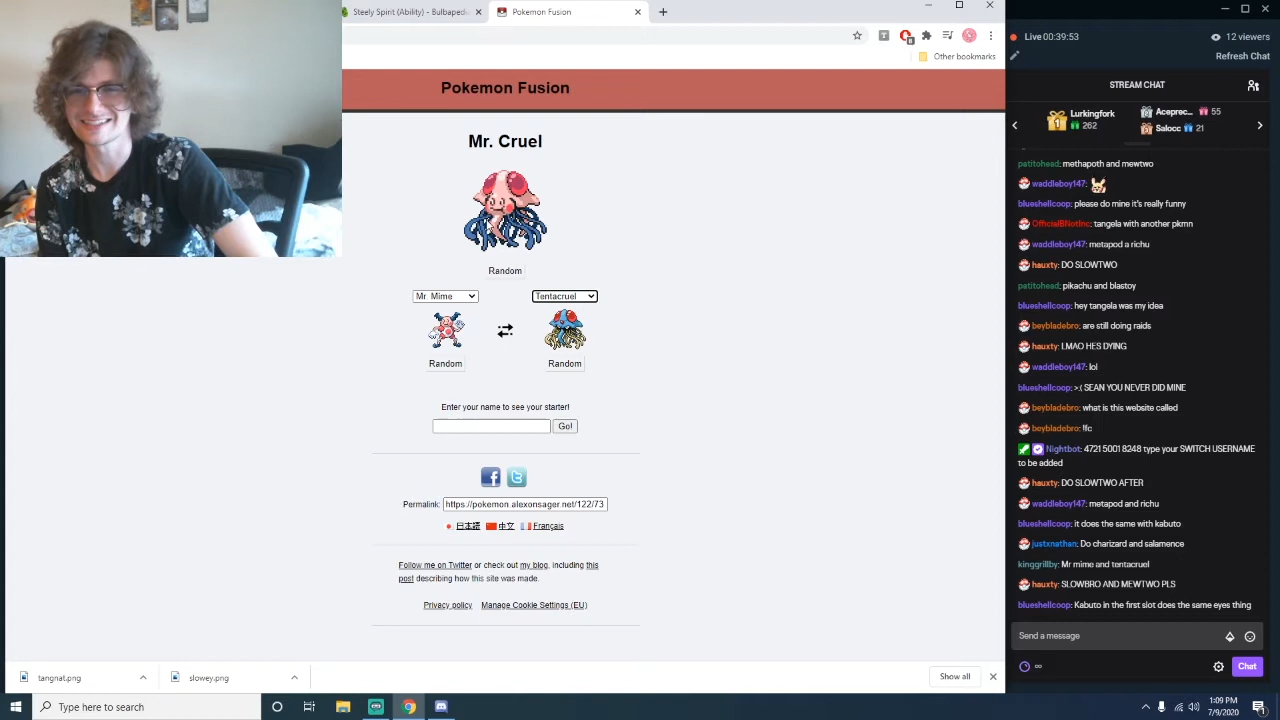 Steely Spirit (Ability) - Bulbaped
Pokemon Fusion
Other bookmarks
Pokemon Fusion
Mr. Cruel
Random
Mr. Mime
Tentacruel
Random
Random
Enter your name to see your starter!
Go!
Permalink: https://pokemon.alexonsager.net/122/73
日本語 中文 Français
Follow me on Twitter or check out my blog, including this
post describing how this site was made.
Privacy policy Manage Cookie Settings (EU)
tangnat.png
slowey.png
Show all
Type here to search
Live 00:39:53
12 viewers
Refresh Chat
STREAM CHAT
1 Lurkingfork
262
2 Aceprec... 55
3 Salocc 21
patitohead: methapoth and mewtwo
waddleboy147:
blueshellcoop: please do mine it's really funny
OfficialBNotInc: tangela with another pkmn
waddleboy147: metapod a richu
hauxty: DO SLOWTWO
patitohead: pikachu and blastoy
blueshellcoop: hey tangela was my idea
beybladebro: are still doing raids
hauxty: LMAO HES DYING
waddleboy147: lol
blueshellcoop: >:( SEAN YOU NEVER DID MINE
beybladebro: what is this website called
beybladebro: !fc
Nightbot: 4721 5001 8248 type your SWITCH USERNAME
to be added
hauxty: DO SLOWTWO AFTER
waddleboy147: metapod and richu
blueshellcoop: it does the same with kabuto
justxnathan: Do charizard and salamence
kinggrillby: Mr mime and tentacruel
hauxty: SLOWBRO AND MEWTWO PLS
blueshellcoop: Kabuto in the first slot does the same eyes thing
Send a message
∞
Chat
1:09 PM
7/9/2020